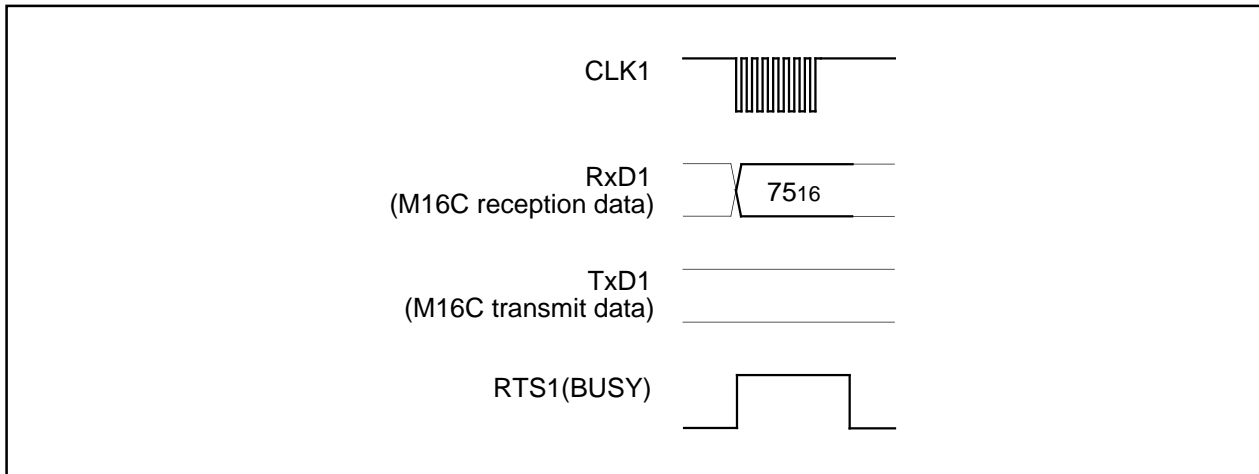 CLK1
RxD1
(M16C reception data)
7516
TxD1
(M16C transmit data)
RTS1(BUSY)